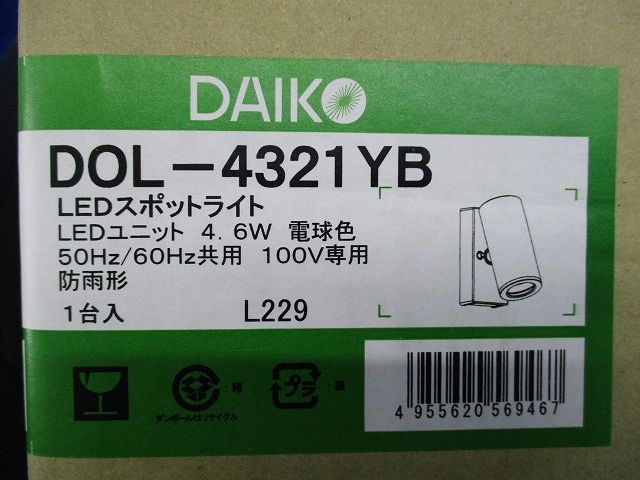 DAIKO
DOL-4321YB
LEDスポットライト
LEDユニット 4.6W 電球色
50Hz/60Hz共用 100V専用
防雨形
1台入 L229
:箱
プラ :袋
ダンボールはリサイクル
4 955620 569467